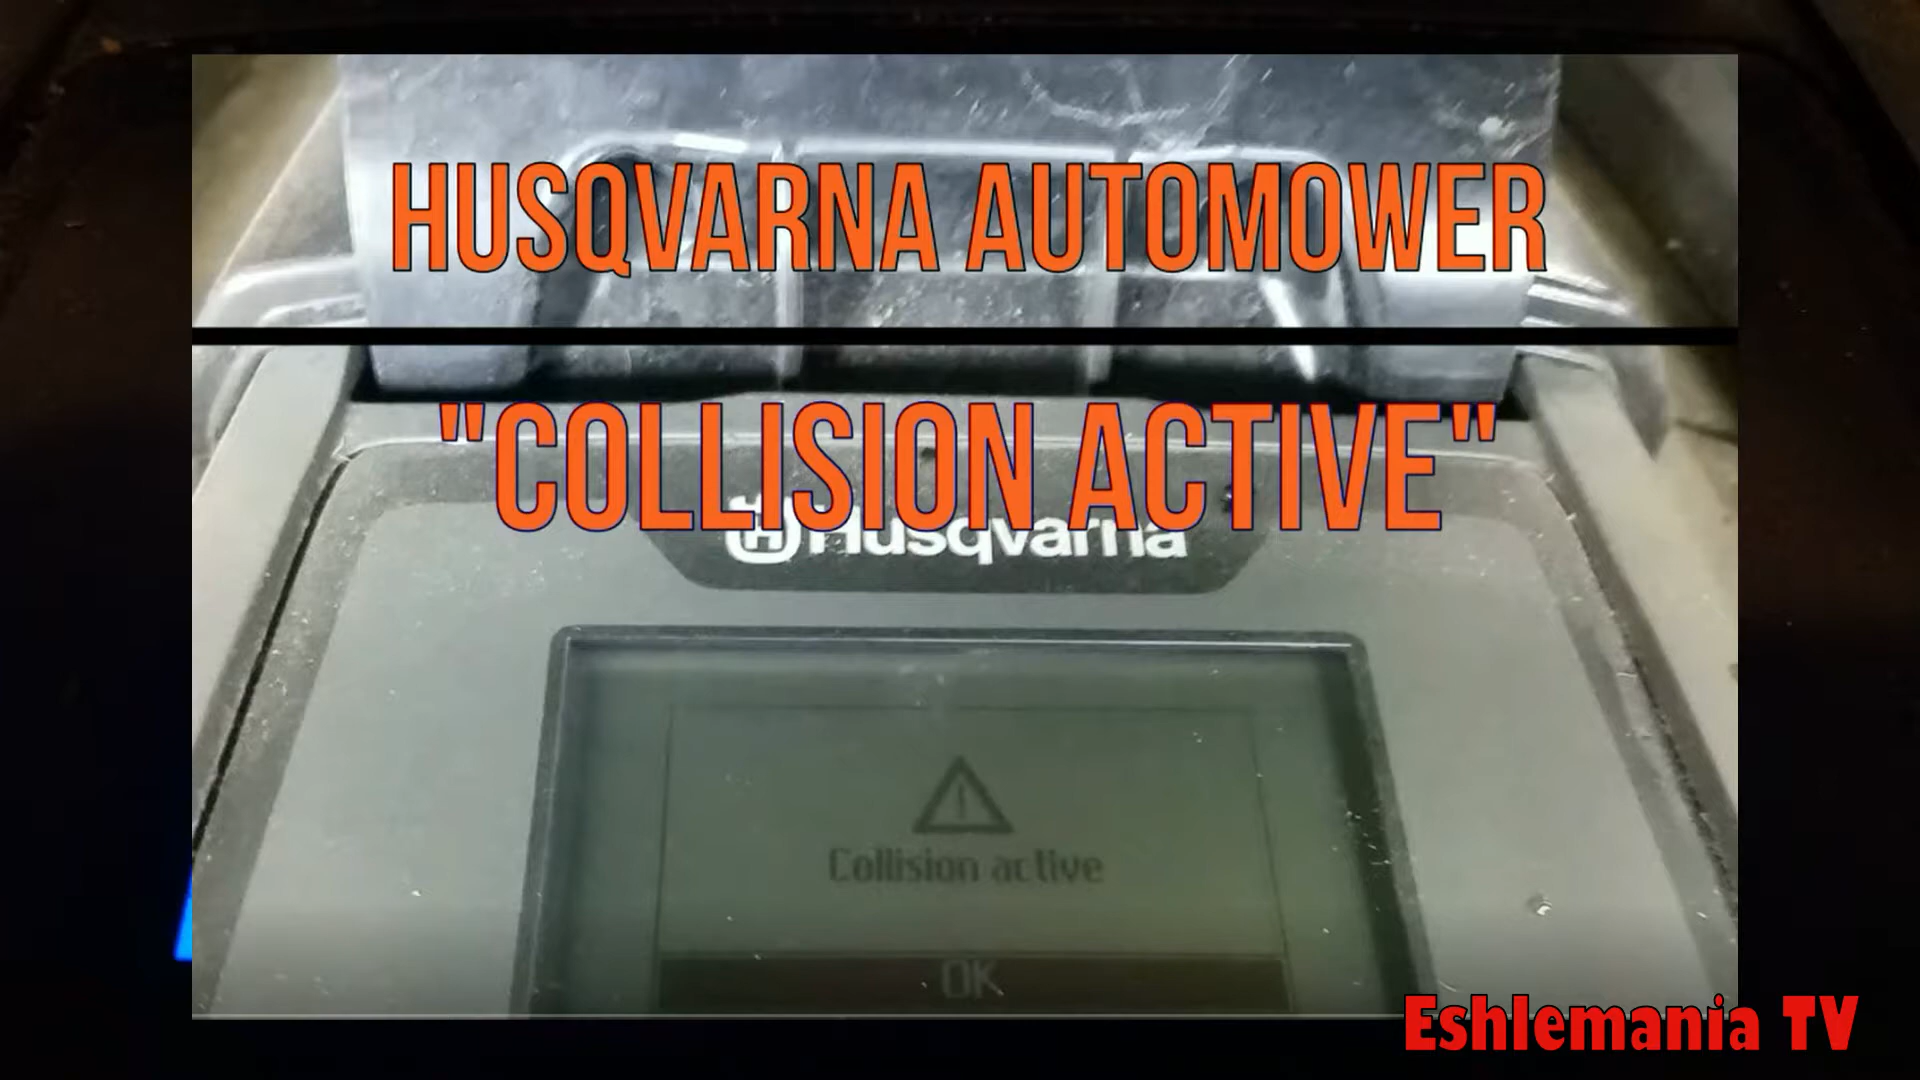 HUSQVARNA AUTOMOWER
"COLLISION ACTIVE"
Husqvarna
Collision active
OK
Eshlemania TV